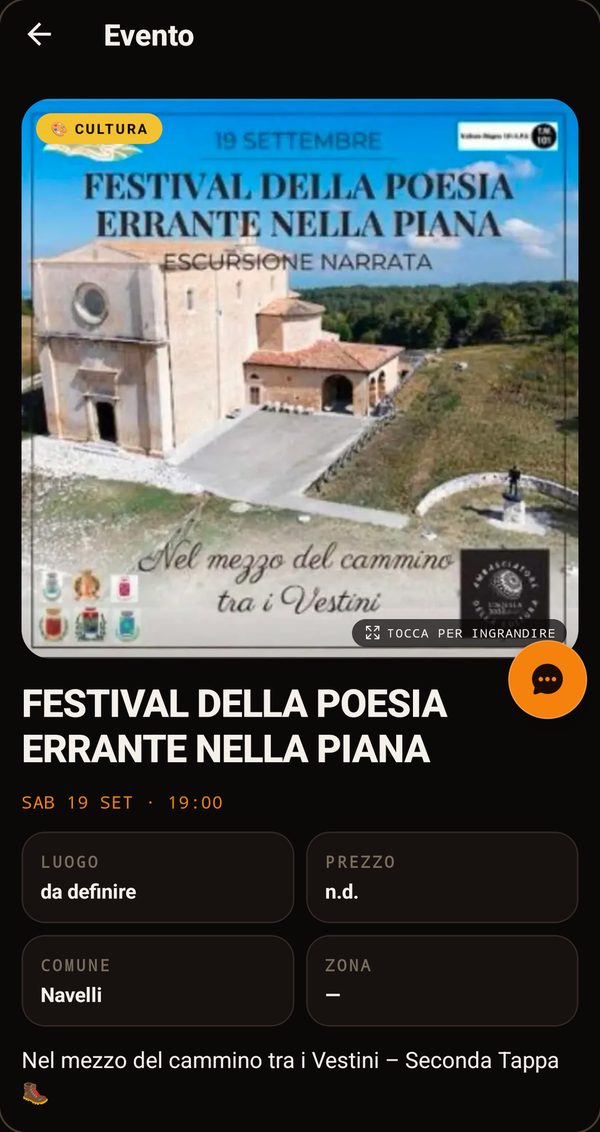 Evento
CULTURA
19 SETTEMBRE
FESTIVAL DELLA POESIA
ERRANTE NELLA PIANA
ESCURSIONE NARRATA
Nel mezzo del cammino
tra i Vestini
TOCCA PER INGRANDIRE
FESTIVAL DELLA POESIA
ERRANTE NELLA PIANA
SAB 19 SET · 19:00
LUOGO
da definire
PREZZO
n.d.
COMUNE
Navelli
ZONA
—
Nel mezzo del cammino tra i Vestini – Seconda Tappa
🥾